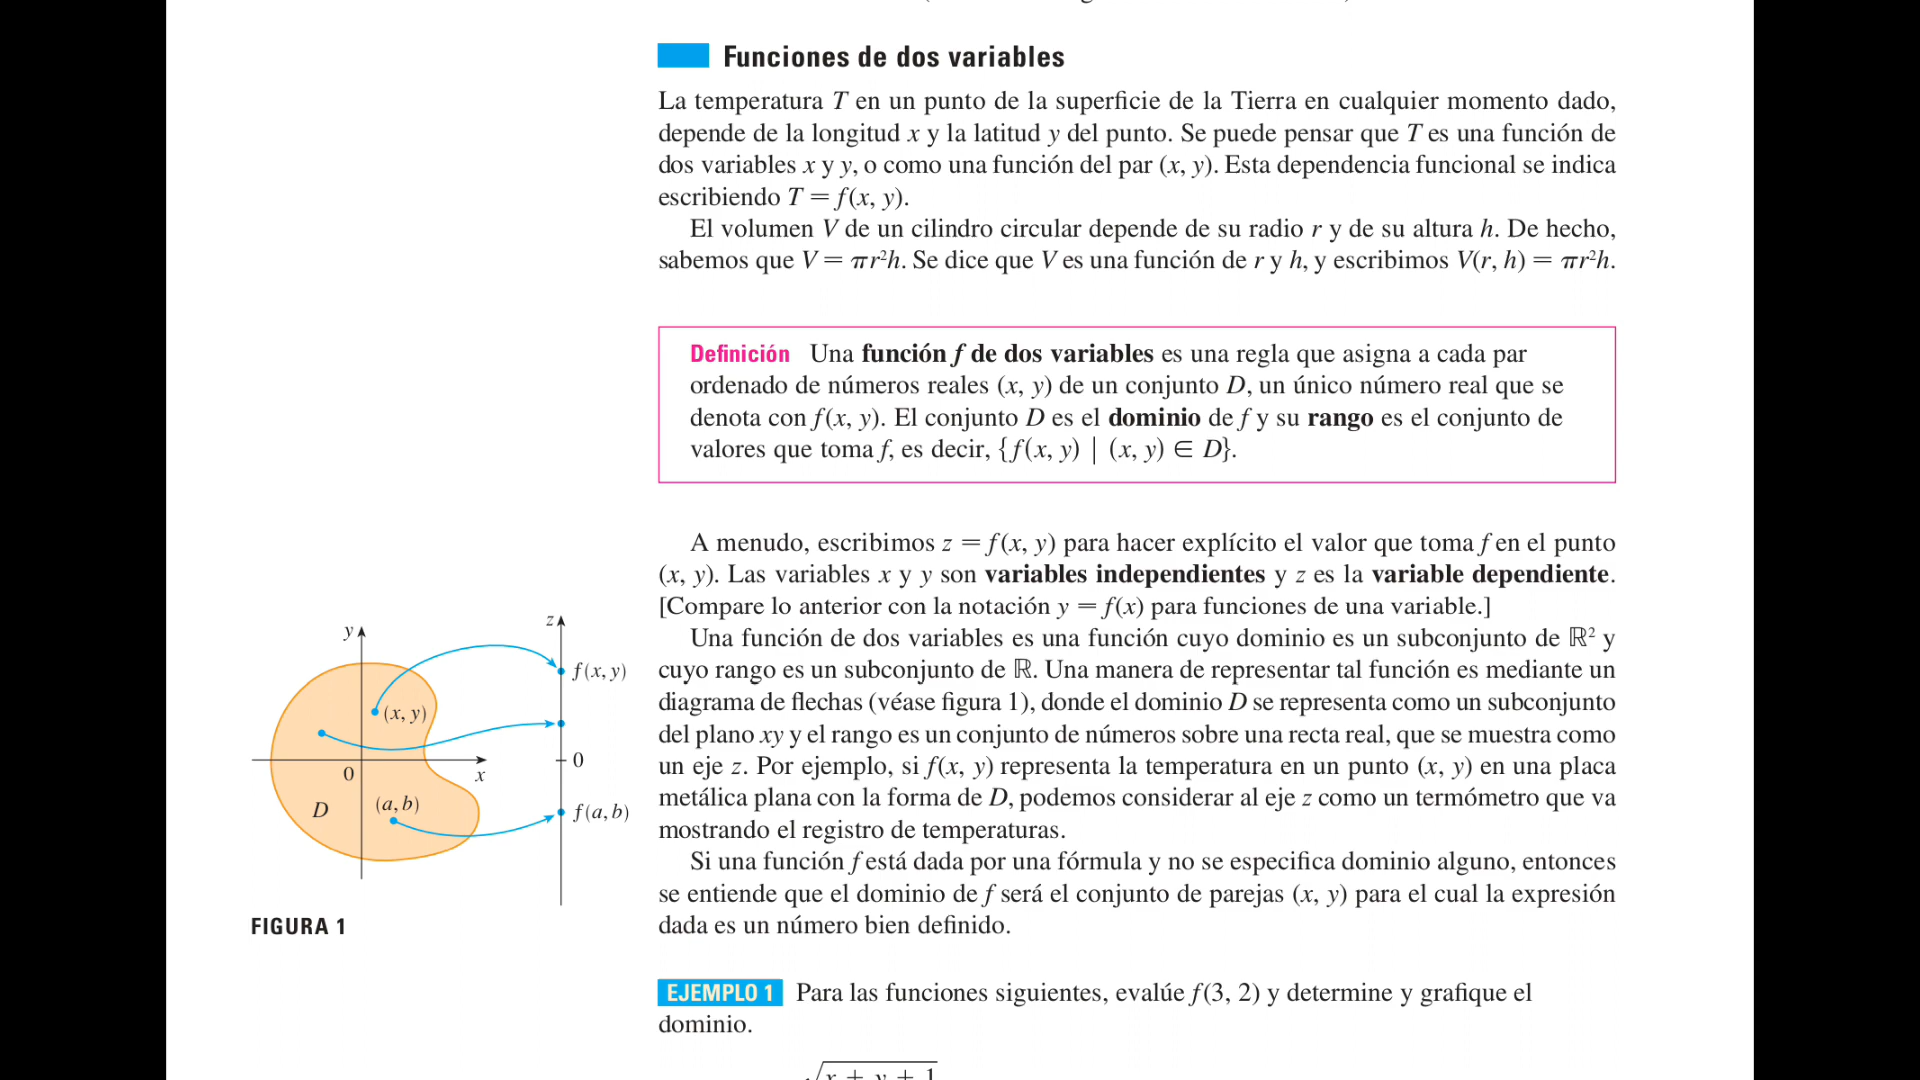 Funciones de dos variables
La temperatura T en un punto de la superficie de la Tierra en cualquier momento dado,
depende de la longitud x y la latitud y del punto. Se puede pensar que T es una función de
dos variables x y y, o como una función del par (x, y). Esta dependencia funcional se indica
escribiendo T = f(x, y).
El volumen V de un cilindro circular depende de su radio r y de su altura h. De hecho,
sabemos que V = πr²h. Se dice que V es una función de r y h, y escribimos V(r, h) = πr²h.
Definición Una función f de dos variables es una regla que asigna a cada par
ordenado de números reales (x, y) de un conjunto D, un único número real que se
denota con f(x, y). El conjunto D es el dominio de f y su rango es el conjunto de
valores que toma f, es decir, {f(x, y) | (x, y) ∈ D}.
A menudo, escribimos z = f(x, y) para hacer explícito el valor que toma f en el punto
(x, y). Las variables x y y son variables independientes y z es la variable dependiente.
[Compare lo anterior con la notación y = f(x) para funciones de una variable.]
Una función de dos variables es una función cuyo dominio es un subconjunto de ℝ² y
cuyo rango es un subconjunto de ℝ. Una manera de representar tal función es mediante un
diagrama de flechas (véase figura 1), donde el dominio D se representa como un subconjunto
del plano xy y el rango es un conjunto de números sobre una recta real, que se muestra como
un eje z. Por ejemplo, si f(x, y) representa la temperatura en un punto (x, y) en una placa
metálica plana con la forma de D, podemos considerar al eje z como un termómetro que va
mostrando el registro de temperaturas.
Si una función f está dada por una fórmula y no se especifica dominio alguno, entonces
se entiende que el dominio de f será el conjunto de parejas (x, y) para el cual la expresión
dada es un número bien definido.
y
z
f(x, y)
(x, y)
0
x
0
D
(a, b)
f(a, b)
FIGURA 1
EJEMPLO 1 Para las funciones siguientes, evalúe f(3, 2) y determine y grafique el
dominio.
√x + y + 1